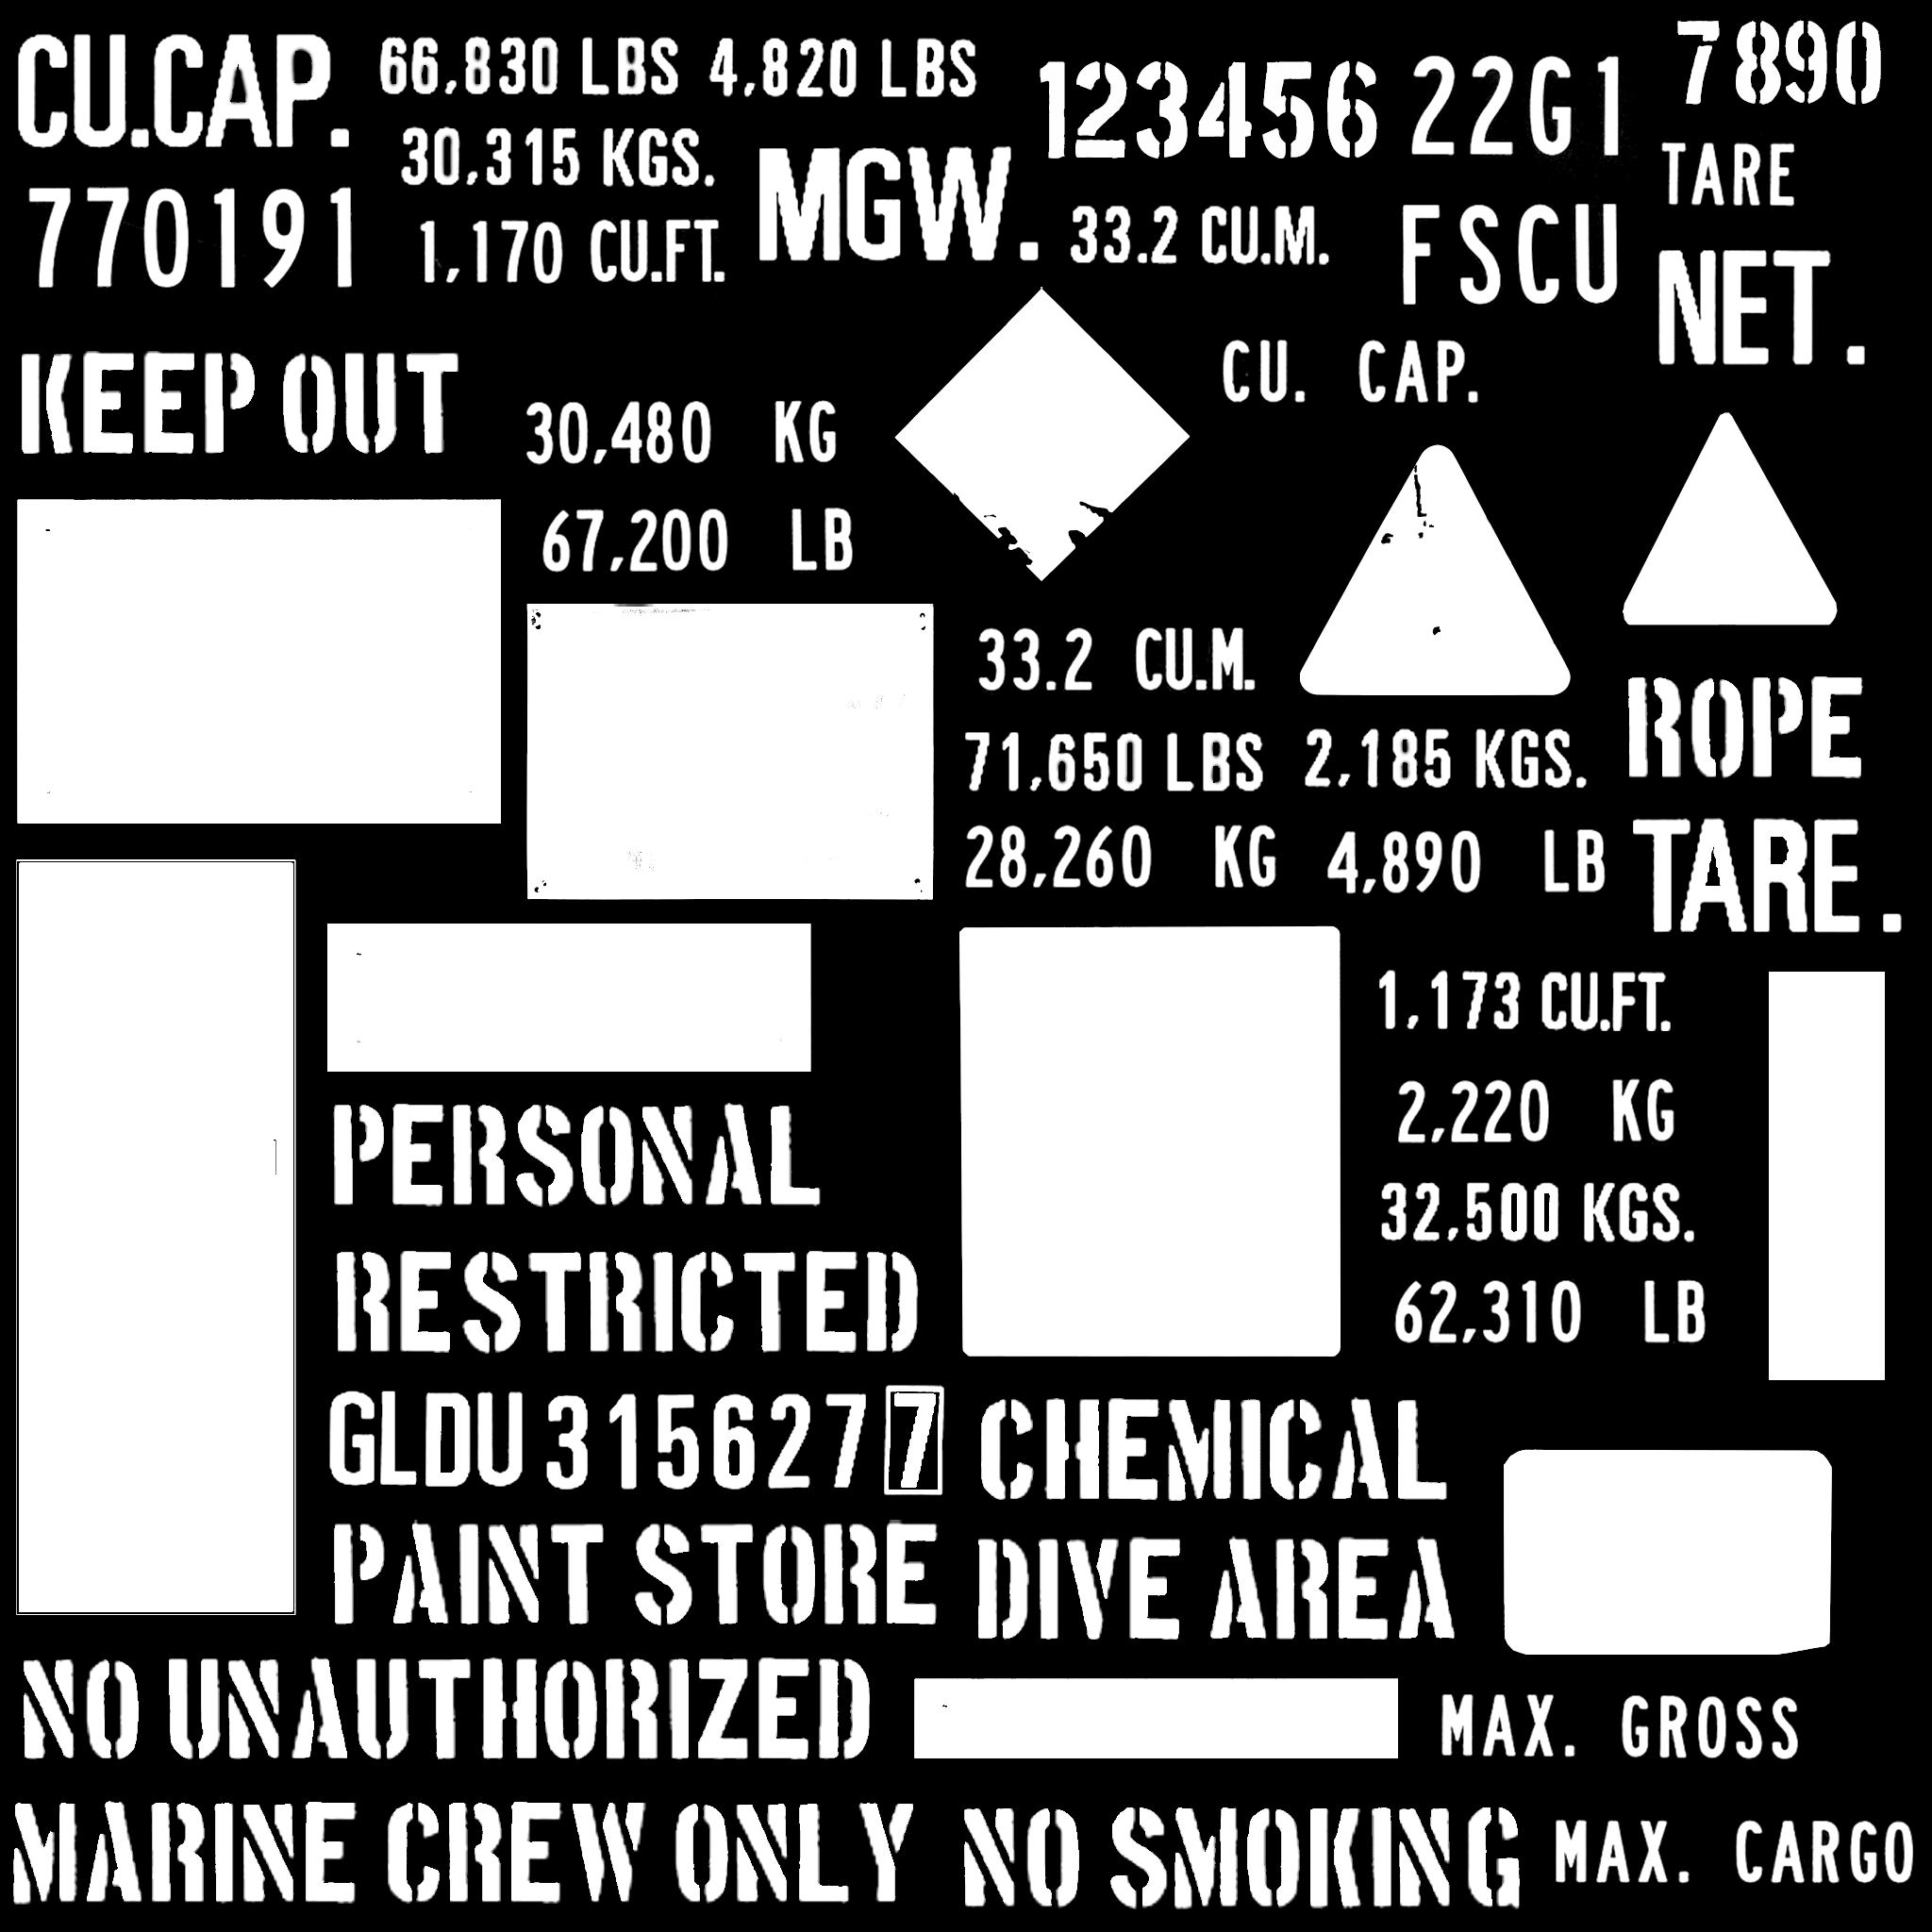 CU.CAP.
66,830 LBS
4,820 LBS
123456
22G1
7890
30,315 KGS.
MGW.
TARE
770191
1,170 CU.FT.
33.2 CU.M.
FSCU
NET.
KEEP OUT
CU. CAP.
30,480 KG
67,200 LB
33.2 CU.M.
ROPE
71,650 LBS
2,185 KGS.
28,260 KG
4,890 LB
TARE.
1,173 CU.FT.
2,220 KG
PERSONAL
32,500 KGS.
RESTRICTED
62,310 LB
GLDU 315627 7
CHEMICAL
PAINT STORE
DIVE AREA
NO UNAUTHORIZED
MAX. GROSS
MARINE CREW ONLY
NO SMOKING
MAX. CARGO